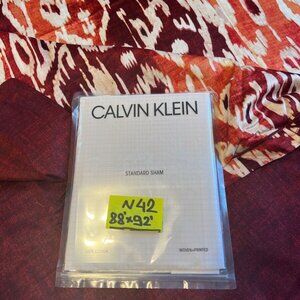 CALVIN KLEIN
STANDARD SHAM
N42
88"x92"
WOVEN+PRINTED